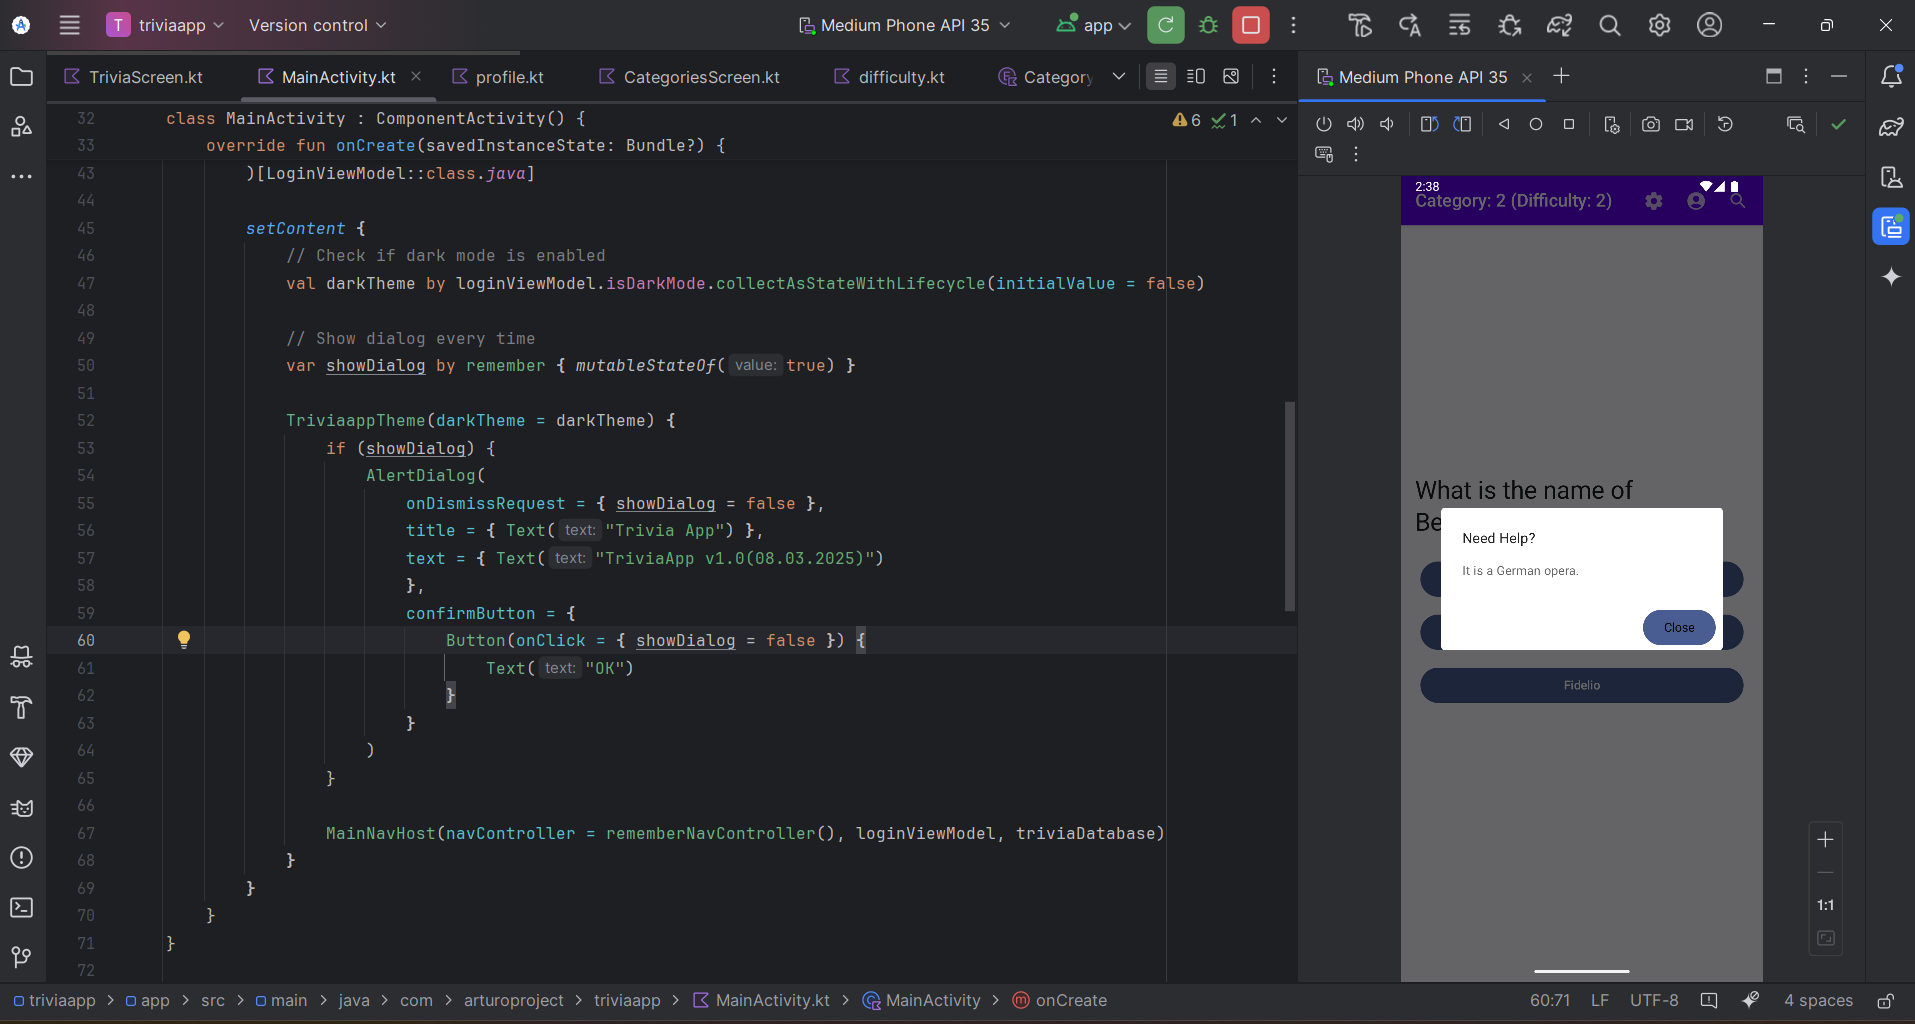 T triviaapp Version control Medium Phone API 35 app
TriviaScreen.kt MainActivity.kt profile.kt CategoriesScreen.kt difficulty.kt Category Medium Phone API 35
32 class MainActivity : ComponentActivity() { 6 1
33 override fun onCreate(savedInstanceState: Bundle?) {
43 )[LoginViewModel::class.java]
44
45 setContent {
46 // Check if dark mode is enabled
47 val darkTheme by loginViewModel.isDarkMode.collectAsStateWithLifecycle(initialValue = false)
48
49 // Show dialog every time
50 var showDialog by remember { mutableStateOf( value: true) }
51
52 TriviaappTheme(darkTheme = darkTheme) {
53 if (showDialog) {
54 AlertDialog(
55 onDismissRequest = { showDialog = false },
56 title = { Text( text: "Trivia App") },
57 text = { Text( text: "TriviaApp v1.0(08.03.2025)")
58 },
59 confirmButton = {
60 Button(onClick = { showDialog = false }) {
61 Text( text: "OK")
62 }
63 }
64 )
65 }
66
67 MainNavHost(navController = rememberNavController(), loginViewModel, triviaDatabase)
68 }
69 }
70 }
71 }
72
2:38
Category: 2 (Difficulty: 2)
What is the name of
Be
Need Help?
It is a German opera.
Close
Fidelio
1:1
triviaapp > app > src > main > java > com > arturoproject > triviaapp > MainActivity.kt > MainActivity > onCreate 60:71 LF UTF-8 4 spaces